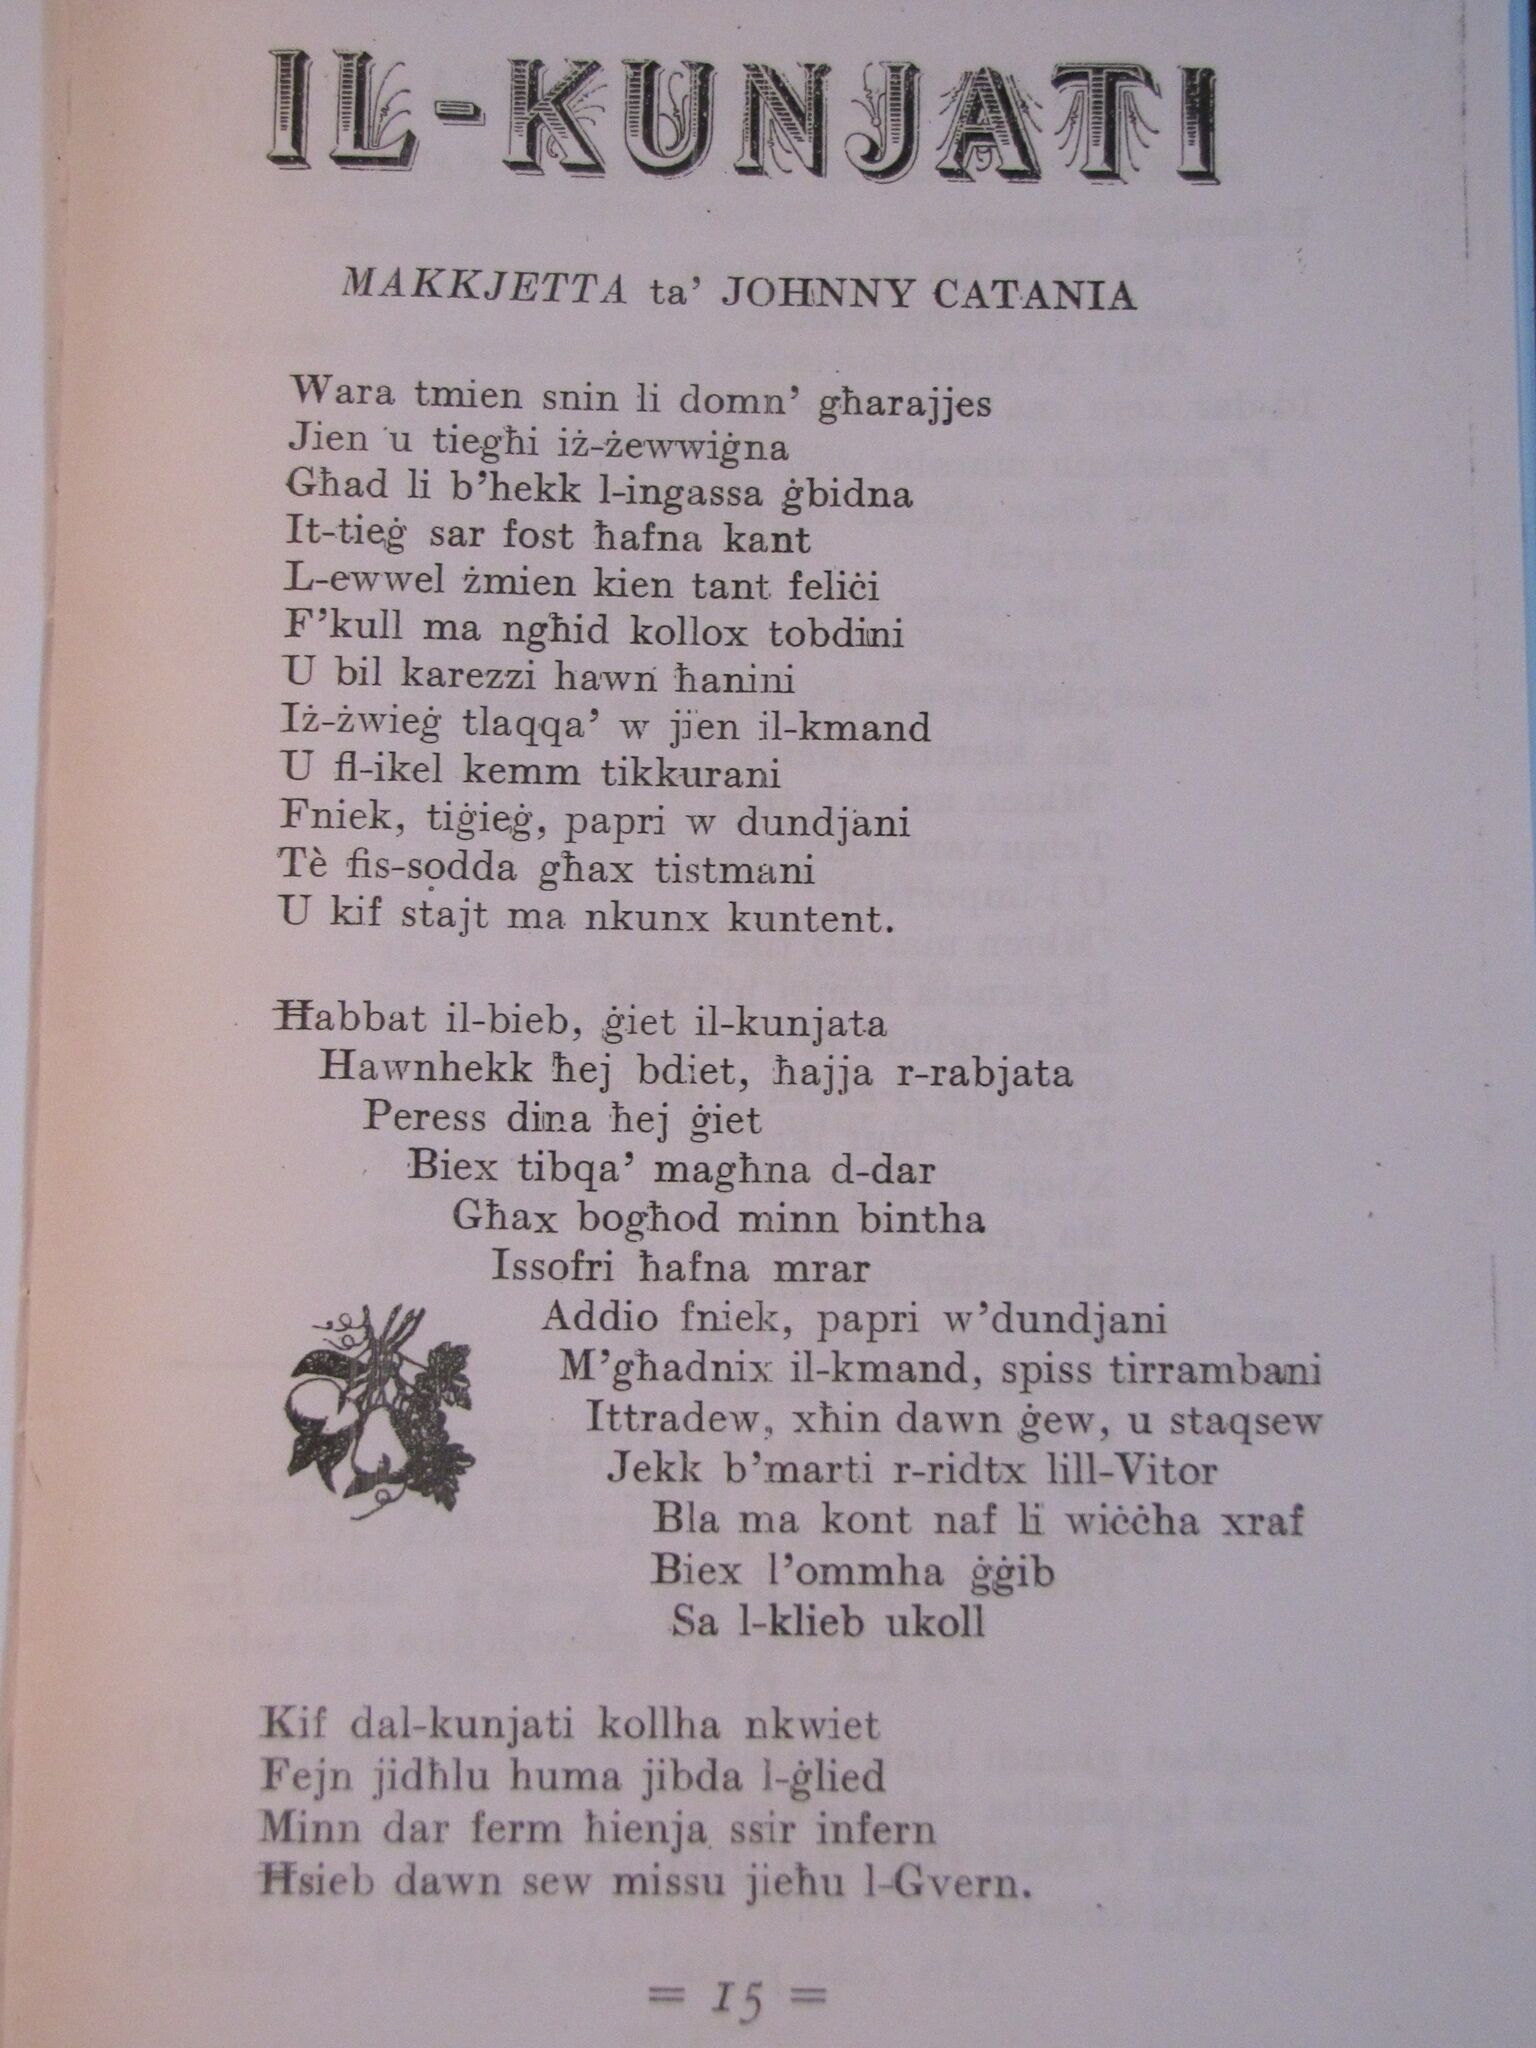 IL-KUNJATI
MAKKJETTA ta' JOHNNY CATANIA
Wara tmien snin li domn' għarajjes
Jien u tiegħi iż-żewwiġna
Għad li b'hekk l-ingassa ġbidna
It-tieġ sar fost ħafna kant
L-ewwel żmien kien tant feliċi
F'kull ma ngħid kollox tobdini
U bil karezzi hawn ħanini
Iż-żwieġ tlaqqa' w jien il-kmand
U fl-ikel kemm tikkurani
Fniek, tiġieġ, papri w dundjani
Tè fis-sodda għax tistmani
U kif stajt ma nkunx kuntent.
Ħabbat il-bieb, ġiet il-kunjata
Hawnhekk ħej bdiet, ħajja r-rabjata
Peress dina ħej ġiet
Biex tibqa' magħna d-dar
Għax bogħod minn bintha
Issofri ħafna mrar
Addio fniek, papri w'dundjani
M'għadnix il-kmand, spiss tirrambani
Ittradew, xħin dawn ġew, u staqsew
Jekk b'marti r-ridtx lill-Vitor
Bla ma kont naf li wiċċha xraf
Biex l'ommha ġġib
Sa l-klieb ukoll
Kif dal-kunjati kollha nkwiet
Fejn jidħlu huma jibda l-ġlied
Minn dar ferm ħienja ssir infern
Ħsieb dawn sew missu jieħu l-Gvern.
= 15 =